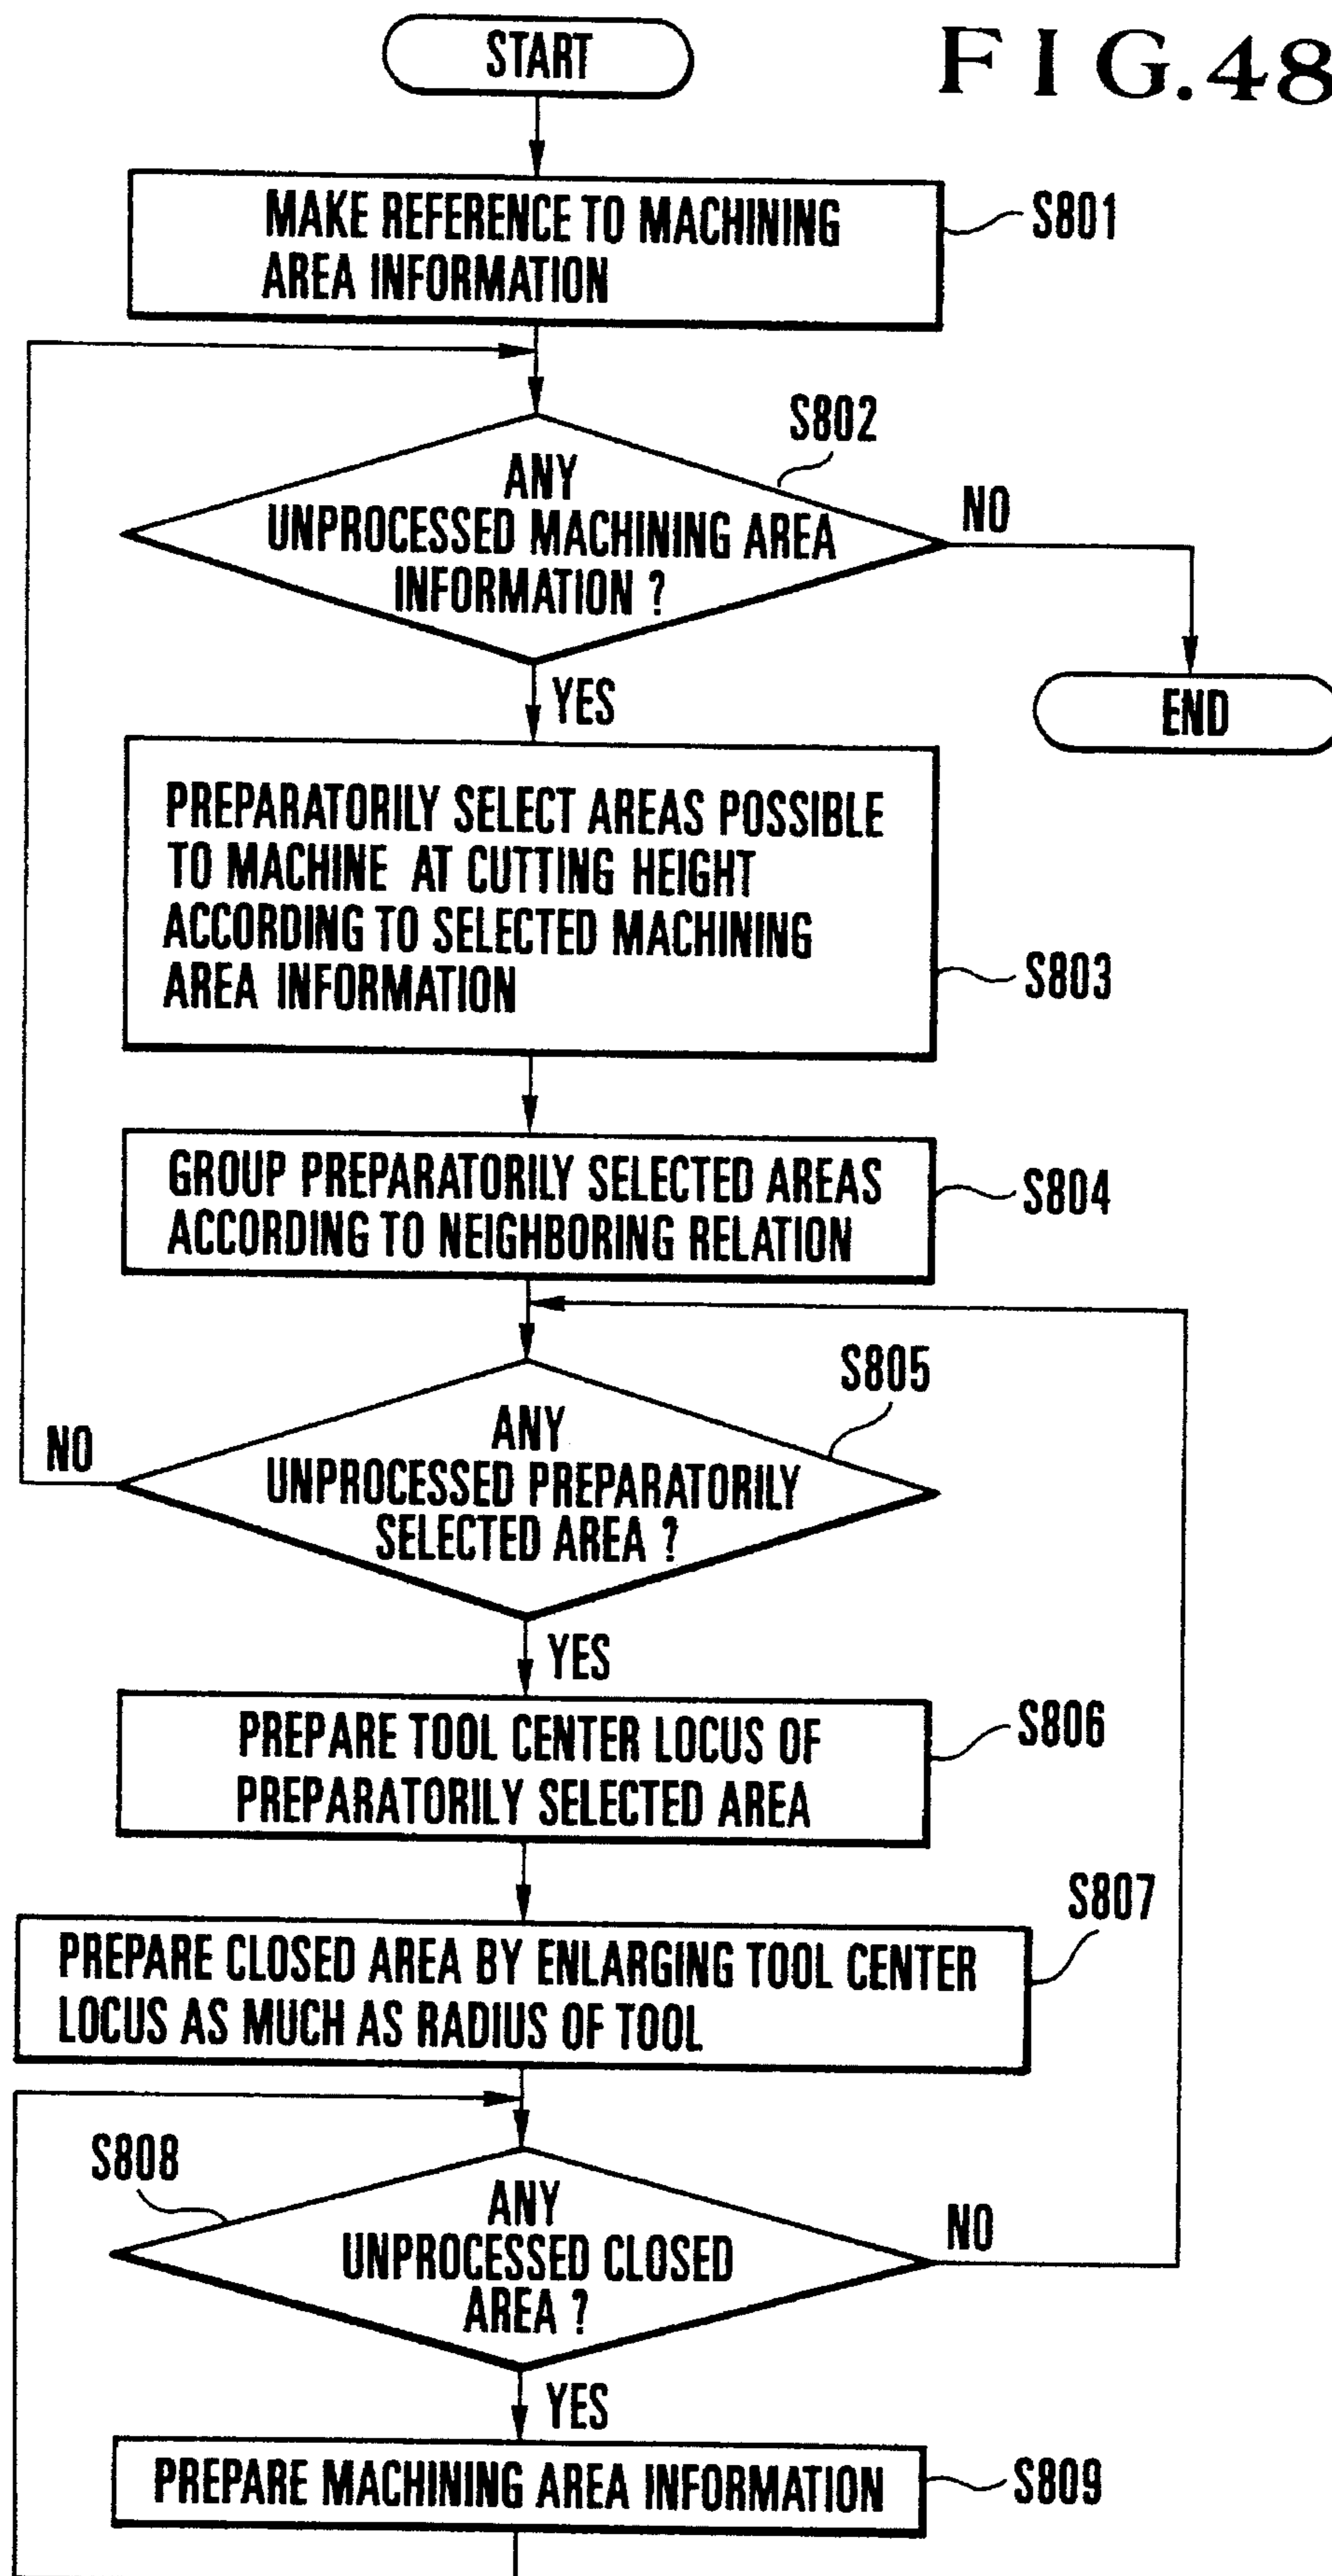 START
FIG.48
MAKE REFERENCE TO MACHINING
AREA INFORMATION
S801
S802
ANY
UNPROCESSED MACHINING AREA
INFORMATION ?
NO
YES
END
PREPARATORILY SELECT AREAS POSSIBLE
TO MACHINE AT CUTTING HEIGHT
ACCORDING TO SELECTED MACHINING
AREA INFORMATION
S803
GROUP PREPARATORILY SELECTED AREAS
ACCORDING TO NEIGHBORING RELATION
S804
S805
ANY
UNPROCESSED PREPARATORILY
SELECTED AREA ?
NO
YES
PREPARE TOOL CENTER LOCUS OF
PREPARATORILY SELECTED AREA
S806
S807
PREPARE CLOSED AREA BY ENLARGING TOOL CENTER
LOCUS AS MUCH AS RADIUS OF TOOL
S808
ANY
UNPROCESSED CLOSED
AREA ?
NO
YES
PREPARE MACHINING AREA INFORMATION
S809